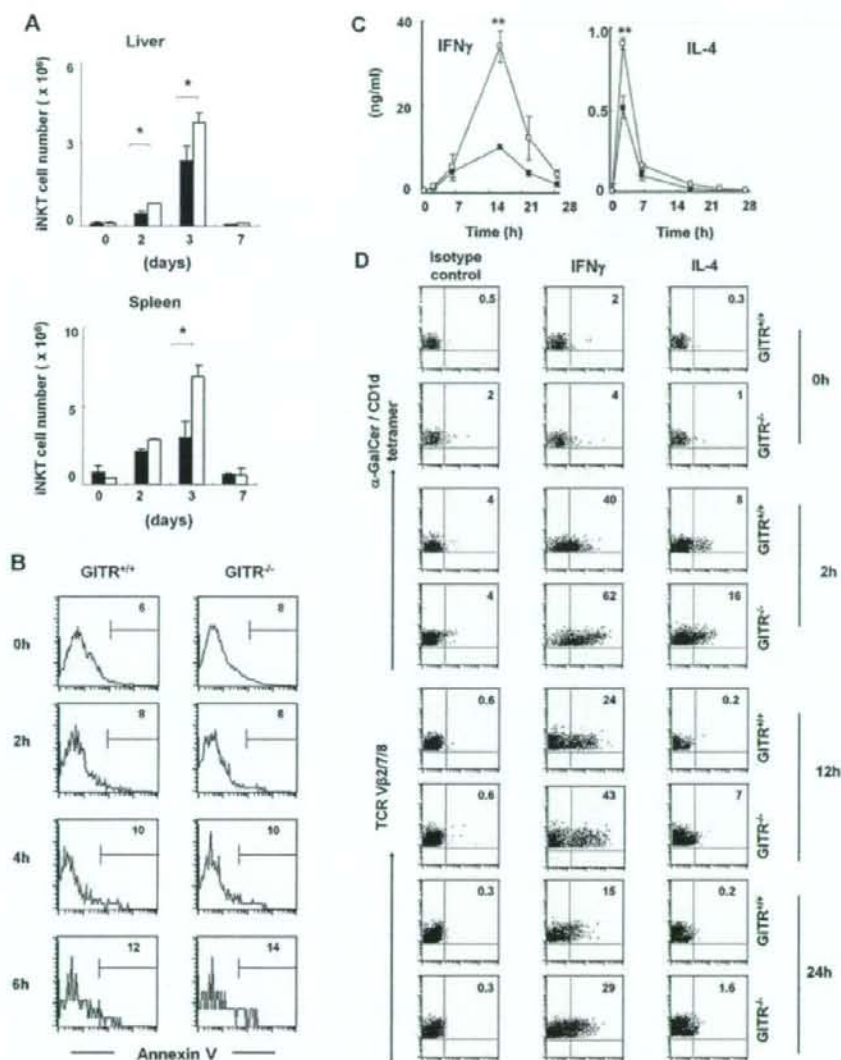 A
Liver
iNKT cell number ( x 10⁶)
6
3
0
*
*
0 2 3 7
(days)
Spleen
iNKT cell number ( x 10⁶)
10
5
0
*
0 2 3 7
(days)
B
GITR⁺/⁺ GITR⁻/⁻
0h 6 8
2h 8 6
4h 10 10
6h 12 14
Annexin V
C
IFNγ
**
(ng/ml)
40
20
0
0 7 14 21 28
Time (h)
IL-4
**
1.0
0.5
0
0 7 14 21 28
Time (h)
D
Isotype control IFNγ IL-4
α-GalCer / CD1d tetramer
TCR Vβ2/7/8
0.5 2 0.3 GITR⁺/⁺
0h
2 4 1 GITR⁻/⁻
4 40 8 GITR⁺/⁺
2h
4 62 16 GITR⁻/⁻
0.6 24 0.2 GITR⁺/⁺
12h
0.6 43 7 GITR⁻/⁻
0.3 15 0.2 GITR⁺/⁺
24h
0.3 29 1.6 GITR⁻/⁻